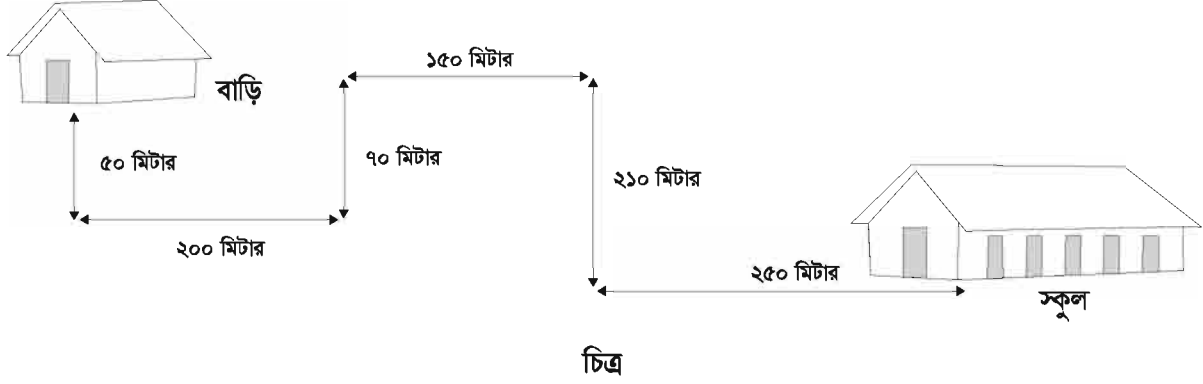 ১৫০ মিটার
বাড়ি
৫০ মিটার
৭০ মিটার
২১০ মিটার
২০০ মিটার
২৫০ মিটার
স্কুল
চিত্র